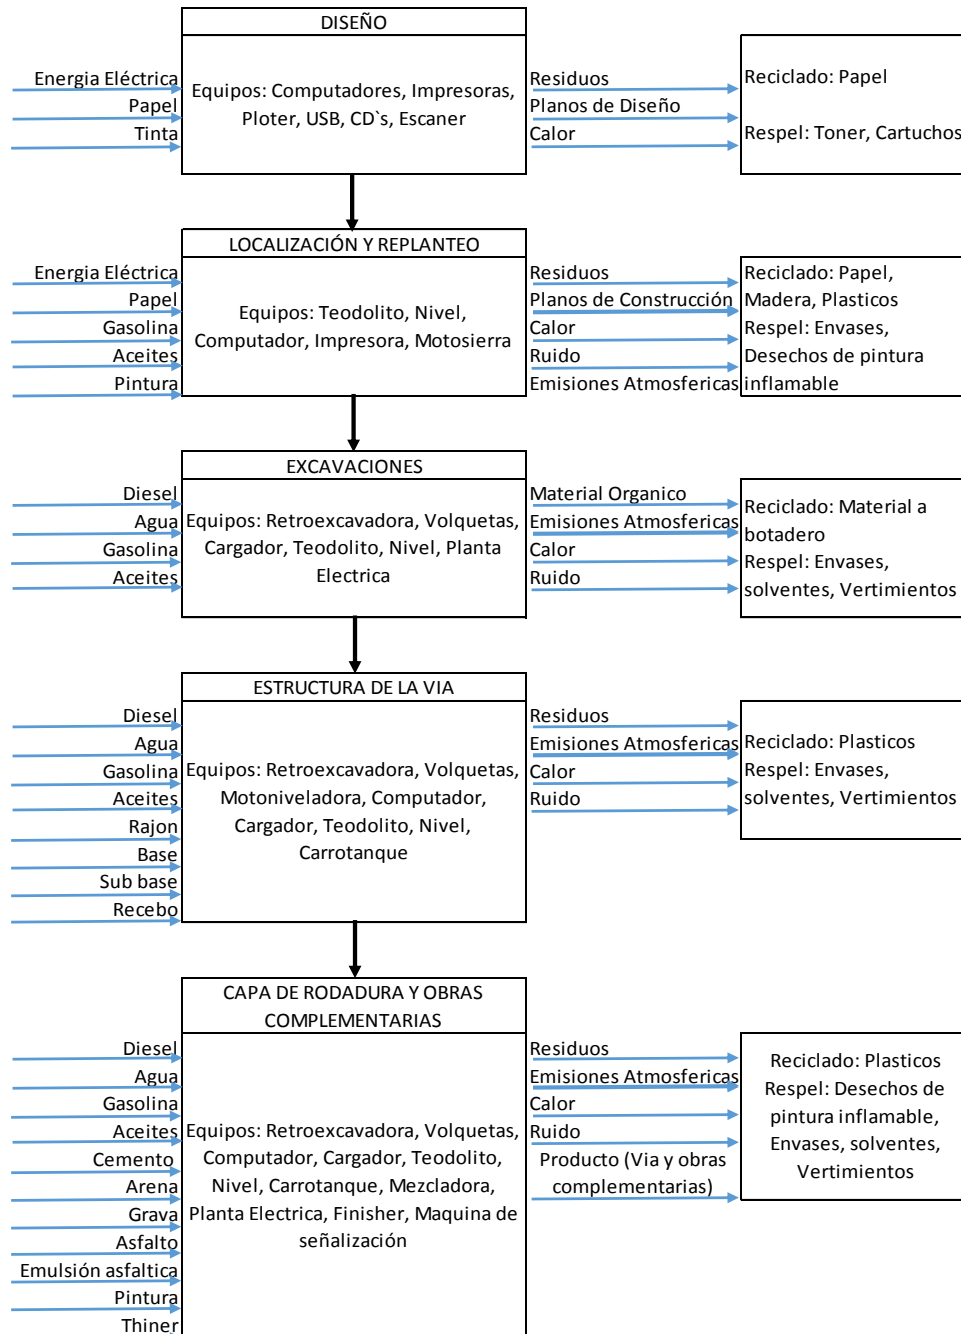 DISEÑO
Energia Eléctrica
Papel
Tinta
Equipos: Computadores, Impresoras,
Ploter, USB, CD`s, Escaner
Residuos
Planos de Diseño
Calor
Reciclado: Papel
Respel: Toner, Cartuchos
LOCALIZACIÓN Y REPLANTEO
Energia Eléctrica
Papel
Gasolina
Aceites
Pintura
Equipos: Teodolito, Nivel,
Computador, Impresora, Motosierra
Residuos
Planos de Construcción
Calor
Ruido
Emisiones Atmosfericas
Reciclado: Papel,
Madera, Plasticos
Respel: Envases,
Desechos de pintura
inflamable
EXCAVACIONES
Diesel
Agua
Gasolina
Aceites
Equipos: Retroexcavadora, Volquetas,
Cargador, Teodolito, Nivel, Planta
Electrica
Material Organico
Emisiones Atmosfericas
Calor
Ruido
Reciclado: Material a
botadero
Respel: Envases,
solventes, Vertimientos
ESTRUCTURA DE LA VIA
Diesel
Agua
Gasolina
Aceites
Rajon
Base
Sub base
Recebo
Equipos: Retroexcavadora, Volquetas,
Motoniveladora, Computador,
Cargador, Teodolito, Nivel,
Carrotanque
Residuos
Emisiones Atmosfericas
Calor
Ruido
Reciclado: Plasticos
Respel: Envases,
solventes, Vertimientos
CAPA DE RODADURA Y OBRAS
COMPLEMENTARIAS
Diesel
Agua
Gasolina
Aceites
Cemento
Arena
Grava
Asfalto
Emulsión asfaltica
Pintura
Thiner
Equipos: Retroexcavadora, Volquetas,
Computador, Cargador, Teodolito,
Nivel, Carrotanque, Mezcladora,
Planta Electrica, Finisher, Maquina de
señalización
Residuos
Emisiones Atmosfericas
Calor
Ruido
Producto (Via y obras
complementarias)
Reciclado: Plasticos
Respel: Desechos de
pintura inflamable,
Envases, solventes,
Vertimientos